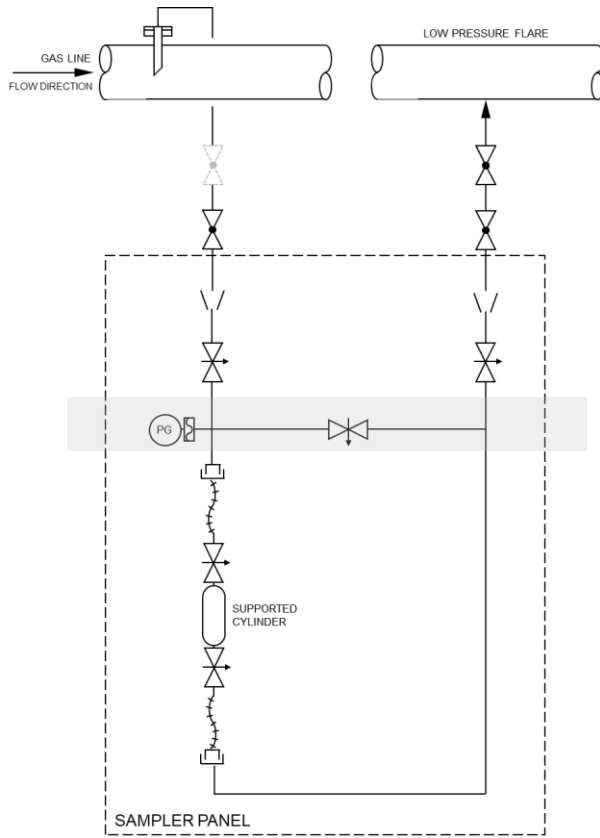 LOW PRESSURE FLARE
GAS LINE
FLOW DIRECTION
PG
SUPPORTED
CYLINDER
SAMPLER PANEL